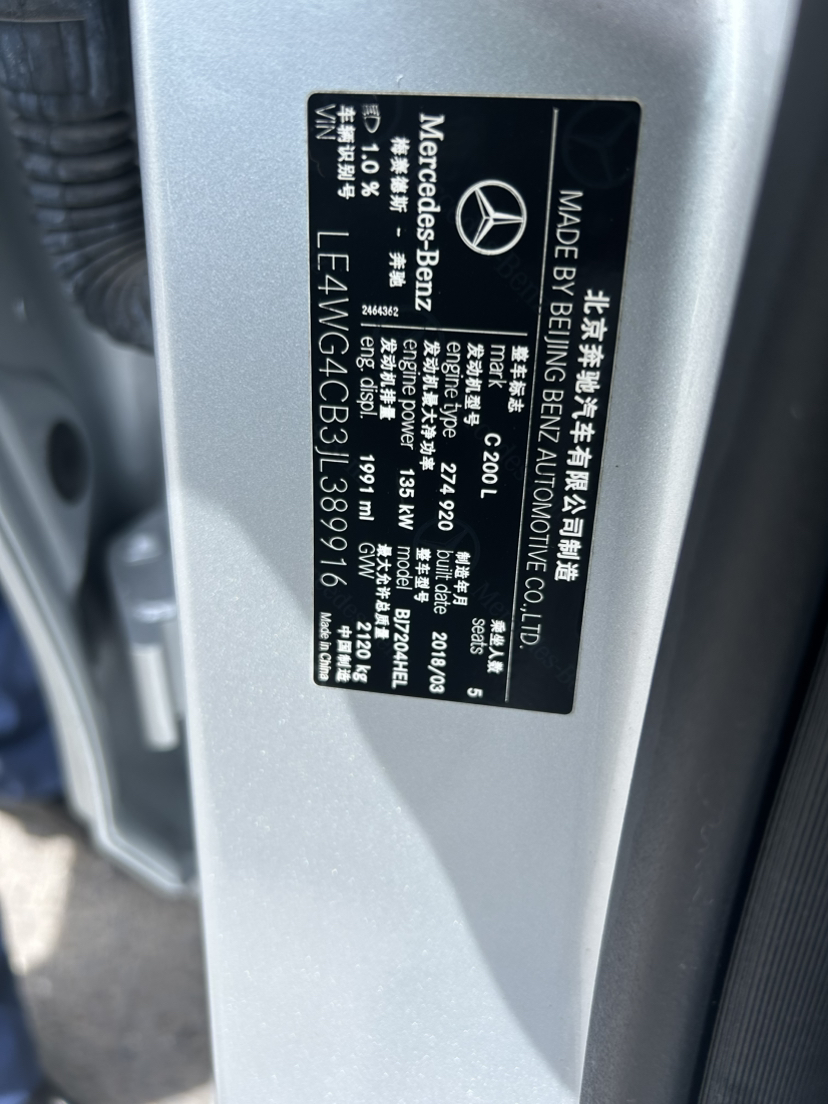 北京奔驰汽车有限公司制造
MADE BY BEIJING BENZ AUTOMOTIVE CO.,LTD.
Mercedes-Benz
梅赛德斯 - 奔驰
1.0 %
2464362
整车标志
mark C 200 L
乘坐人数
seats 5
发动机型号
engine type 274 920
制造年月
built date 2018/03
发动机最大净功率
engine power 135 kW
整车型号
model BJ7204HEL
发动机排量
eng. displ. 1991 ml
最大允许总质量
GVW 2120 kg
车辆识别号
VIN LE4WG4CB3JL389916
中国制造
Made in China